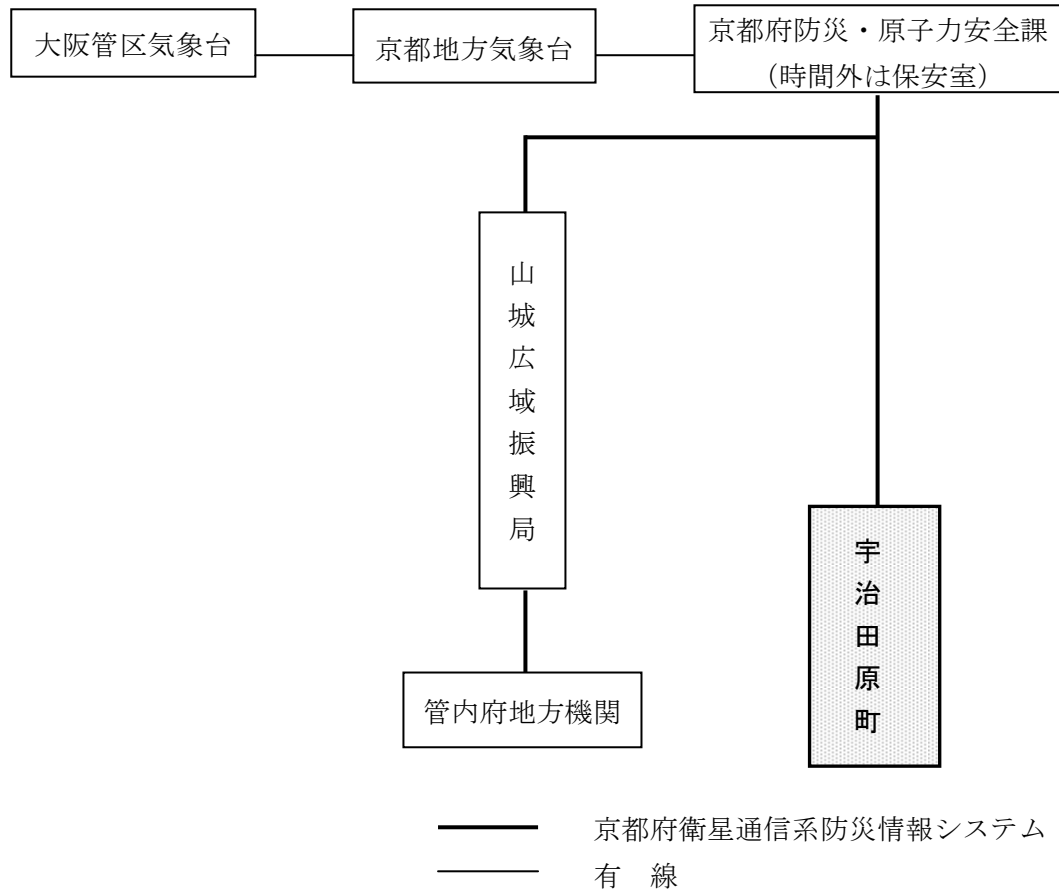 大阪管区気象台
京都地方気象台
京都府防災・原子力安全課
（時間外は保安室）
山城広域振興局
宇治田原町
管内府地方機関
京都府衛星通信系防災情報システム
有　線